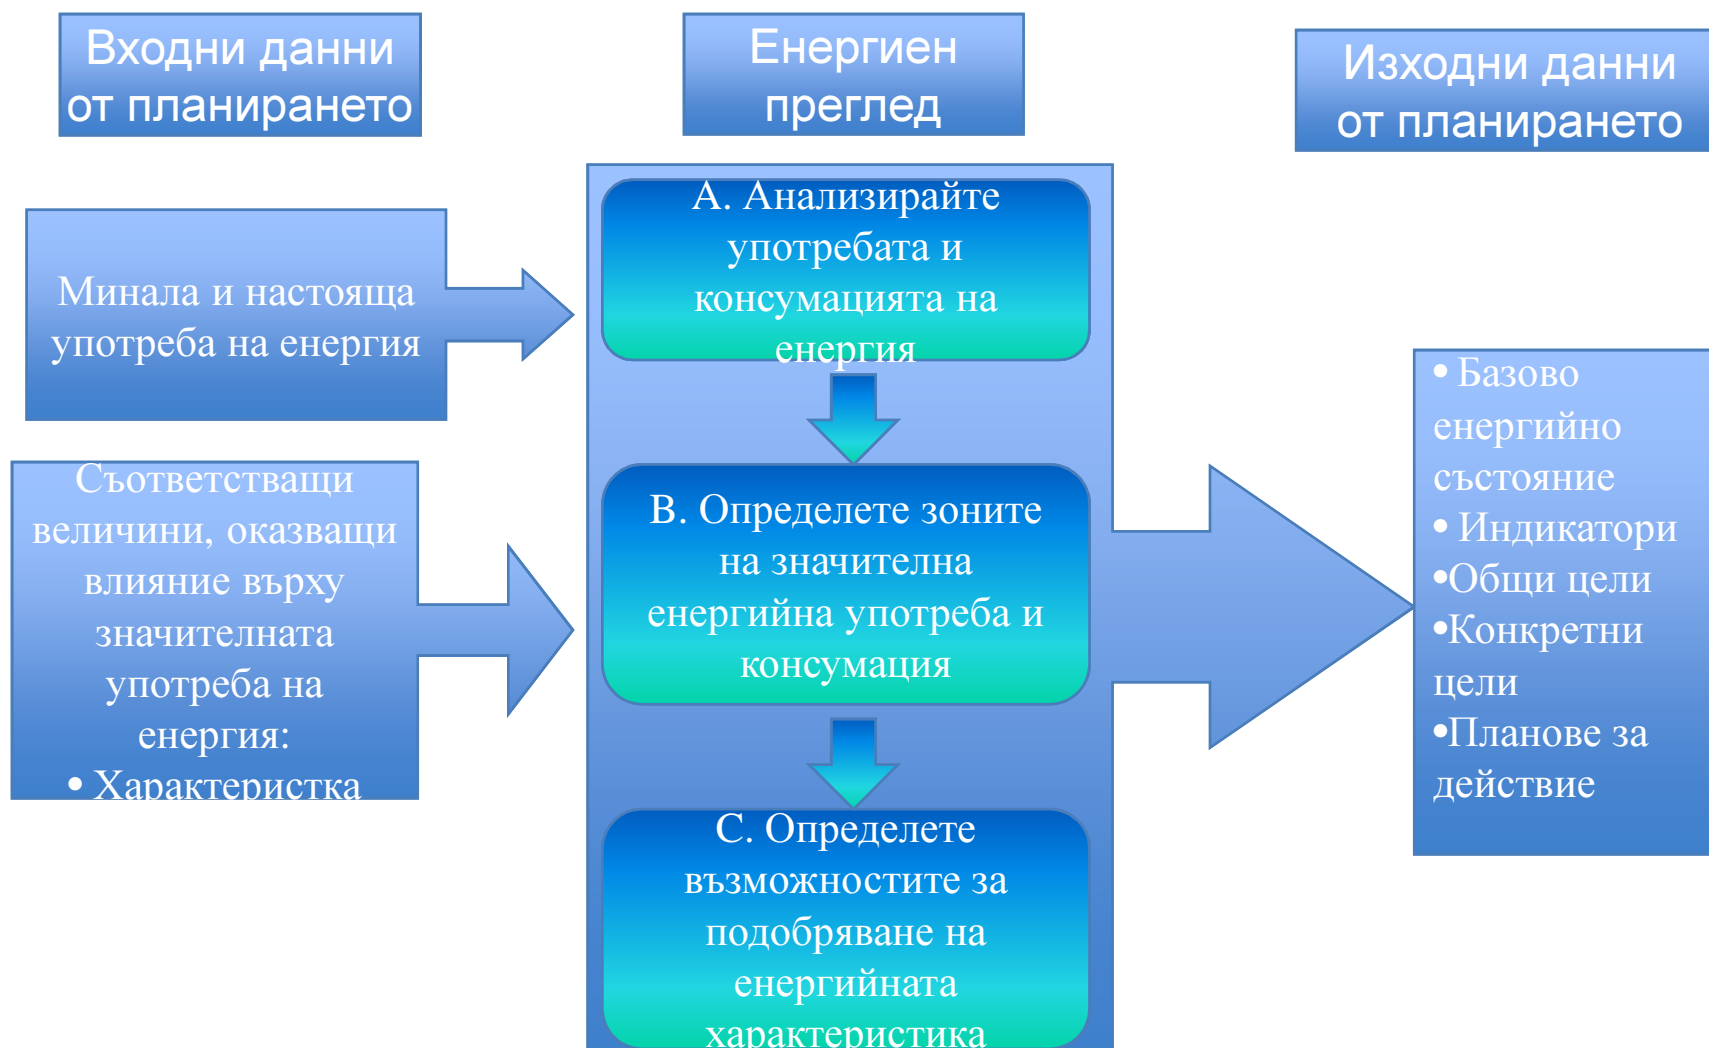 Входни данни
от планирането
Енергиен
преглед
Изходни данни
от планирането
Минала и настояща
употреба на енергия
Съответстващи
величини, оказващи
влияние върху
значителната
употреба на
енергия:
• Характеристка
А. Анализирайте
употребата и
консумацията на
енергия
В. Определете зоните
на значителна
енергийна употреба и
консумация
С. Определете
възможностите за
подобряване на
енергийната
характеристика
• Базово
енергийно
състояние
• Индикатори
•Общи цели
•Конкретни
цели
•Планове за
действие